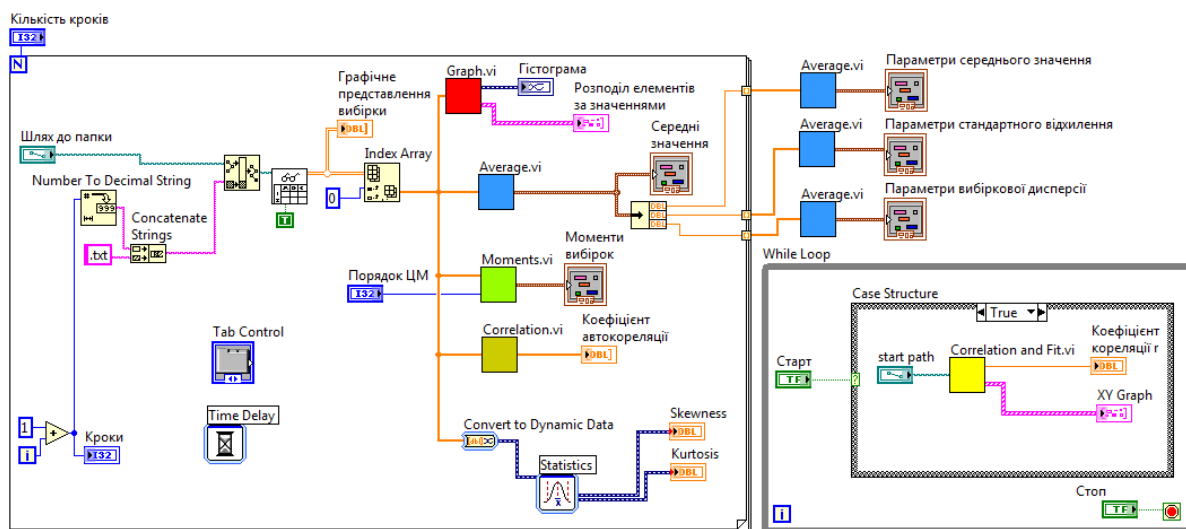 Кількість кроків
I32
N
Графічне
представлення
вибірки
DBL
Graph.vi
Гістограма
Розподіл елементів
за значеннями
Шлях до папки
Number To Decimal String
999
Concatenate
Strings
.txt
T
Index Array
0
Average.vi
Середні
значення
DBL
DBL
DBL
Порядок ЦМ
I32
Moments.vi
Моменти
вибірок
Correlation.vi
Коефіцієнт
автокореляції
DBL
Tab Control
Time Delay
1
i
Кроки
I32
Convert to Dynamic Data
Statistics
Skewness
DBL
Kurtosis
DBL
Average.vi
Параметри середнього значення
Average.vi
Параметри стандартного відхилення
Average.vi
Параметри вибіркової дисперсії
While Loop
Case Structure
True
Старт
TF
?
start path
Correlation and Fit.vi
Коефіцієнт
кореляції r
DBL
XY Graph
i
Стоп
TF